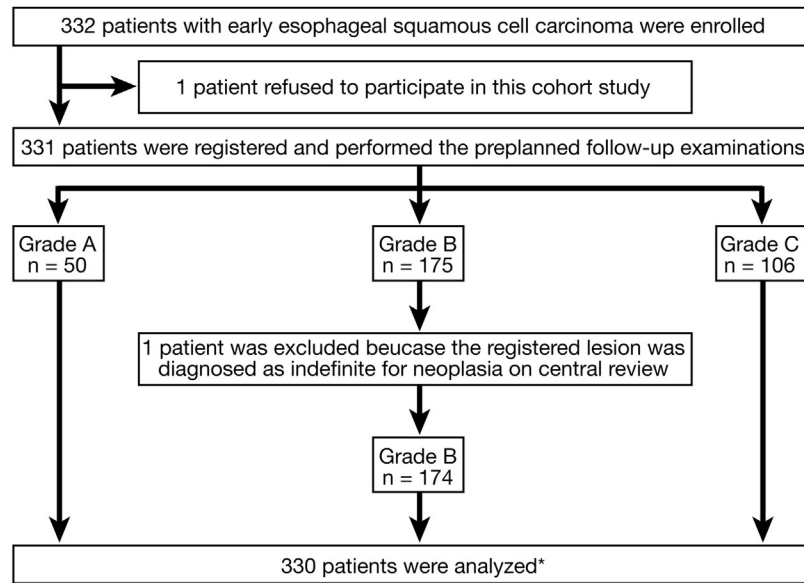 332 patients with early esophageal squamous cell carcinoma were enrolled
1 patient refused to participate in this cohort study
331 patients were registered and performed the preplanned follow-up examinations
Grade A
n = 50
Grade B
n = 175
Grade C
n = 106
1 patient was excluded beucase the registered lesion was
diagnosed as indefinite for neoplasia on central review
Grade B
n = 174
330 patients were analyzed*